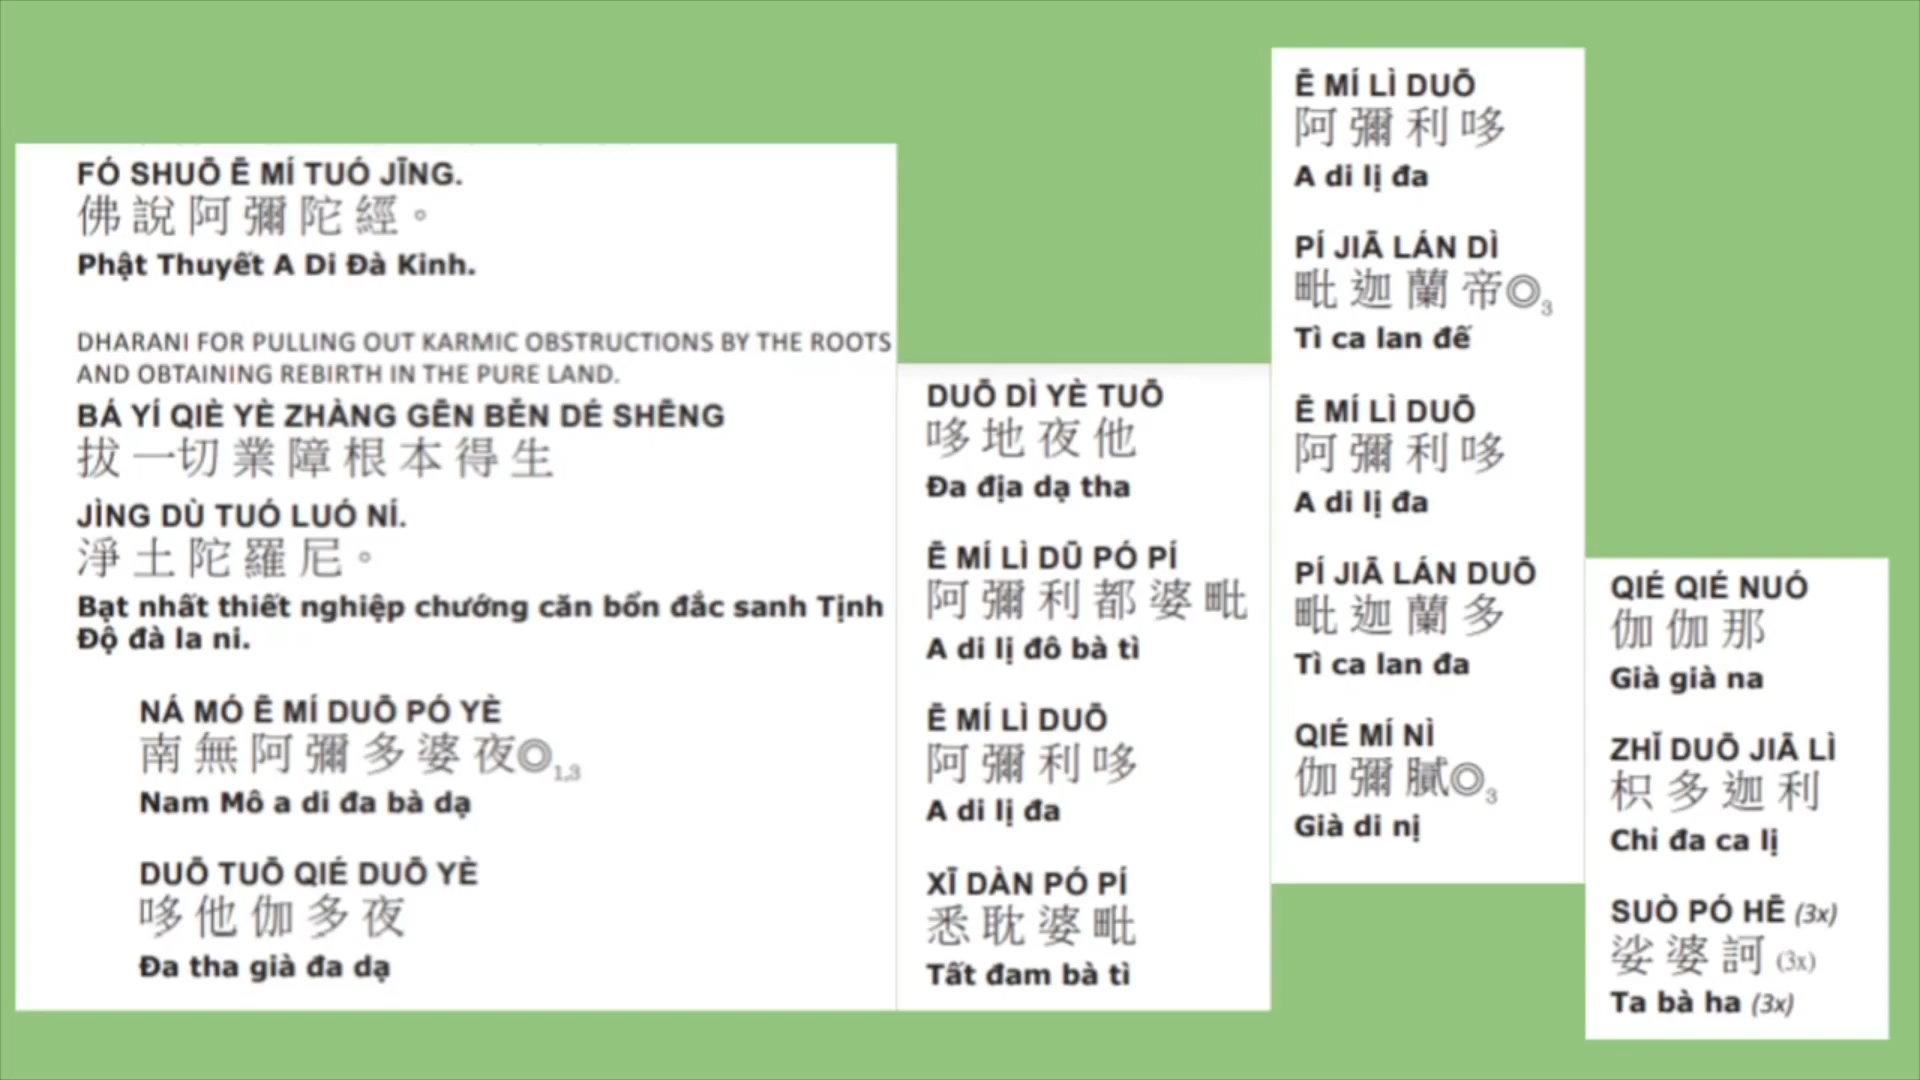 FÓ SHUŌ Ē MÍ TUÓ JĪNG.
佛說阿彌陀經。
Phật Thuyết A Di Đà Kinh.
DHARANI FOR PULLING OUT KARMIC OBSTRUCTIONS BY THE ROOTS
AND OBTAINING REBIRTH IN THE PURE LAND.
BÁ YÍ QIÈ YÈ ZHÀNG GĒN BĚN DÉ SHĒNG
拔一切業障根本得生
JÌNG DÙ TUÓ LUÓ NÍ.
淨土陀羅尼。
Bạt nhất thiết nghiệp chướng căn bổn đắc sanh Tịnh
Độ đà la ni.
NÁ MÓ Ē MÍ DUŌ PÓ YÈ
南無阿彌多婆夜◎1,3
Nam Mô a di đa bà dạ
DUŌ TUŌ QIÉ DUŌ YÈ
哆他伽多夜
Đa tha già đa dạ
DUŌ DÌ YÈ TUŌ
哆地夜他
Đa địa dạ tha
Ē MÍ LÌ DŪ PÓ PÍ
阿彌利都婆毗
A di lị đô bà tì
Ē MÍ LÌ DUŌ
阿彌利哆
A di lị đa
XĪ DÀN PÓ PÍ
悉耽婆毗
Tất đam bà tì
Ē MÍ LÌ DUŌ
阿彌利哆
A di lị đa
PÍ JIĀ LÁN DÌ
毗迦蘭帝◎3
Tì ca lan đế
Ē MÍ LÌ DUŌ
阿彌利哆
A di lị đa
PÍ JIĀ LÁN DUŌ
毗迦蘭多
Tì ca lan đa
QIÉ MÍ NÌ
伽彌膩◎3
Già di nị
QIÉ QIÉ NUÓ
伽伽那
Già già na
ZHǏ DUŌ JIĀ LÌ
枳多迦利
Chỉ đa ca lị
SUÒ PÓ HĒ (3x)
娑婆訶 (3x)
Ta bà ha (3x)